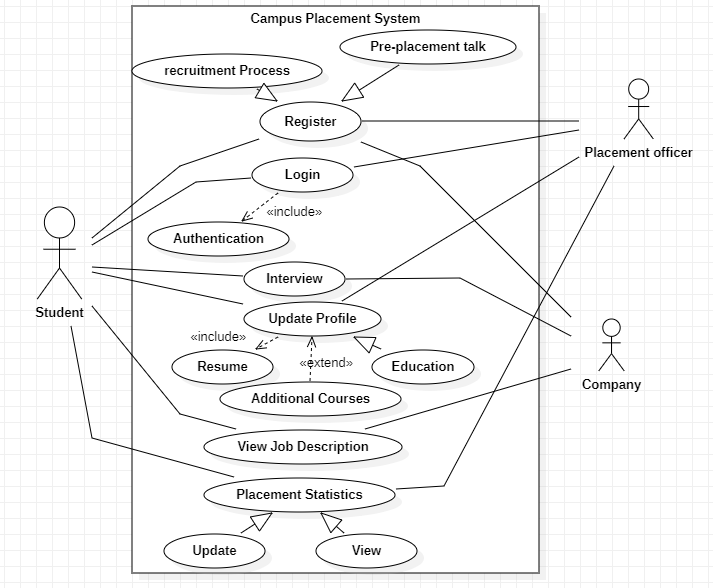 Campus Placement System
Pre-placement talk
recruitment Process
Register
Placement officer
Login
«include»
Authentication
Interview
Student
Update Profile
«include»
«extend»
Resume
Education
Company
Additional Courses
View Job Description
Placement Statistics
Update
View